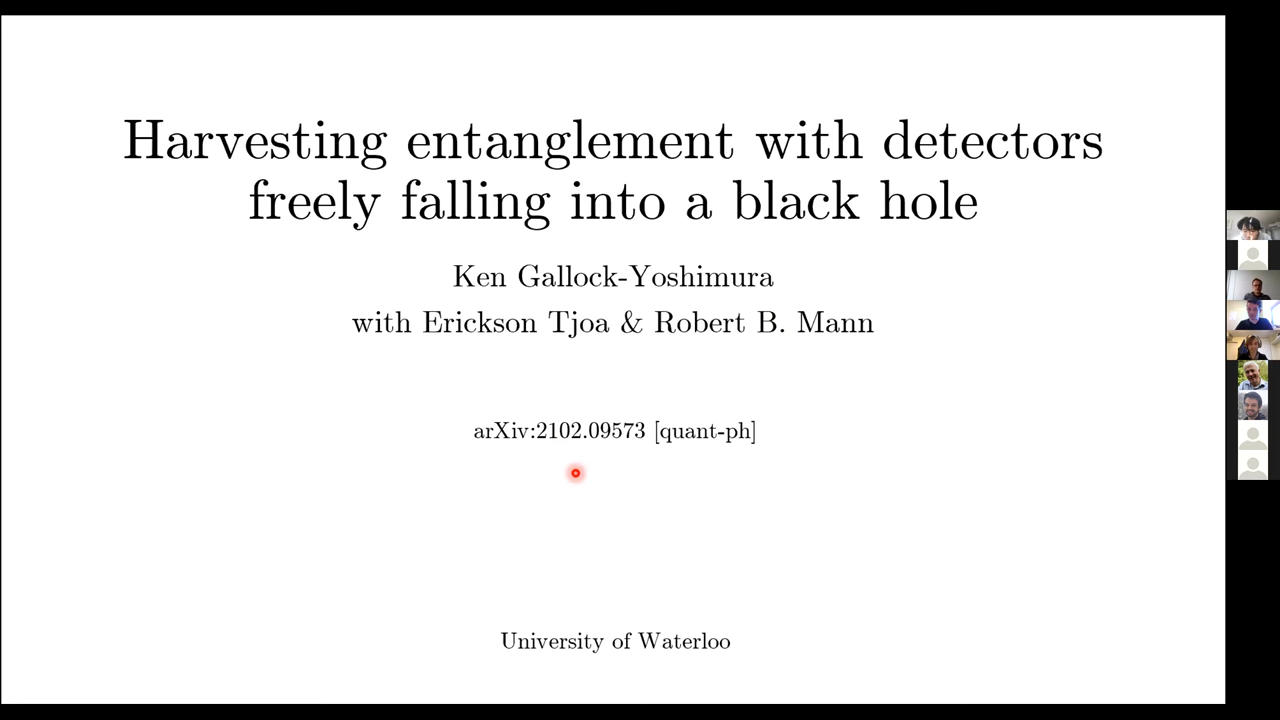 Harvesting entanglement with detectors
freely falling into a black hole
Ken Gallock-Yoshimura
with Erickson Tjoa & Robert B. Mann
arXiv:2102.09573 [quant-ph]
University of Waterloo